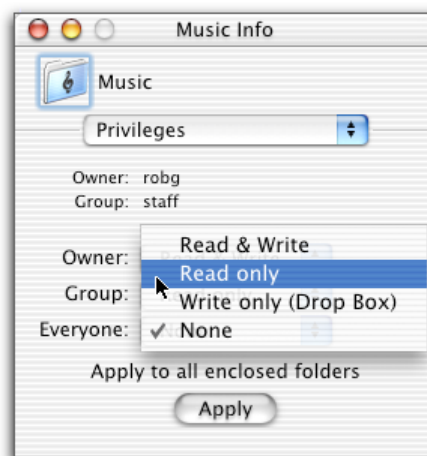 Music Info
Music
Privileges
Owner: robg
Group: staff
Read & Write
Owner:
Read only
Group:
Write only (Drop Box)
Everyone:
None
Apply to all enclosed folders
Apply